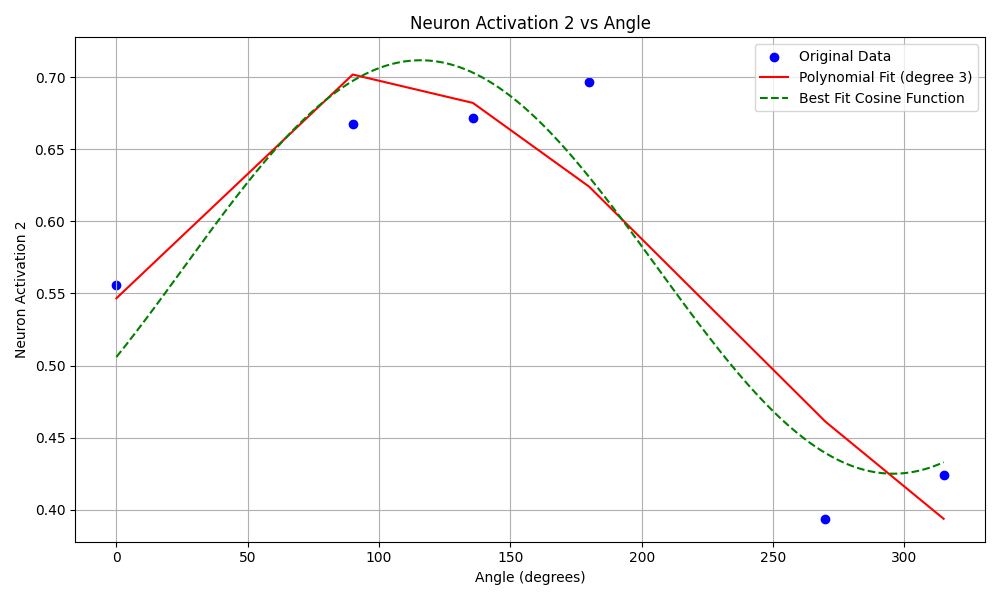 Neuron Activation 2 vs Angle
Original Data
Polynomial Fit (degree 3)
Best Fit Cosine Function
Neuron Activation 2
0.70
0.65
0.60
0.55
0.50
0.45
0.40
0 50 100 150 200 250 300
Angle (degrees)